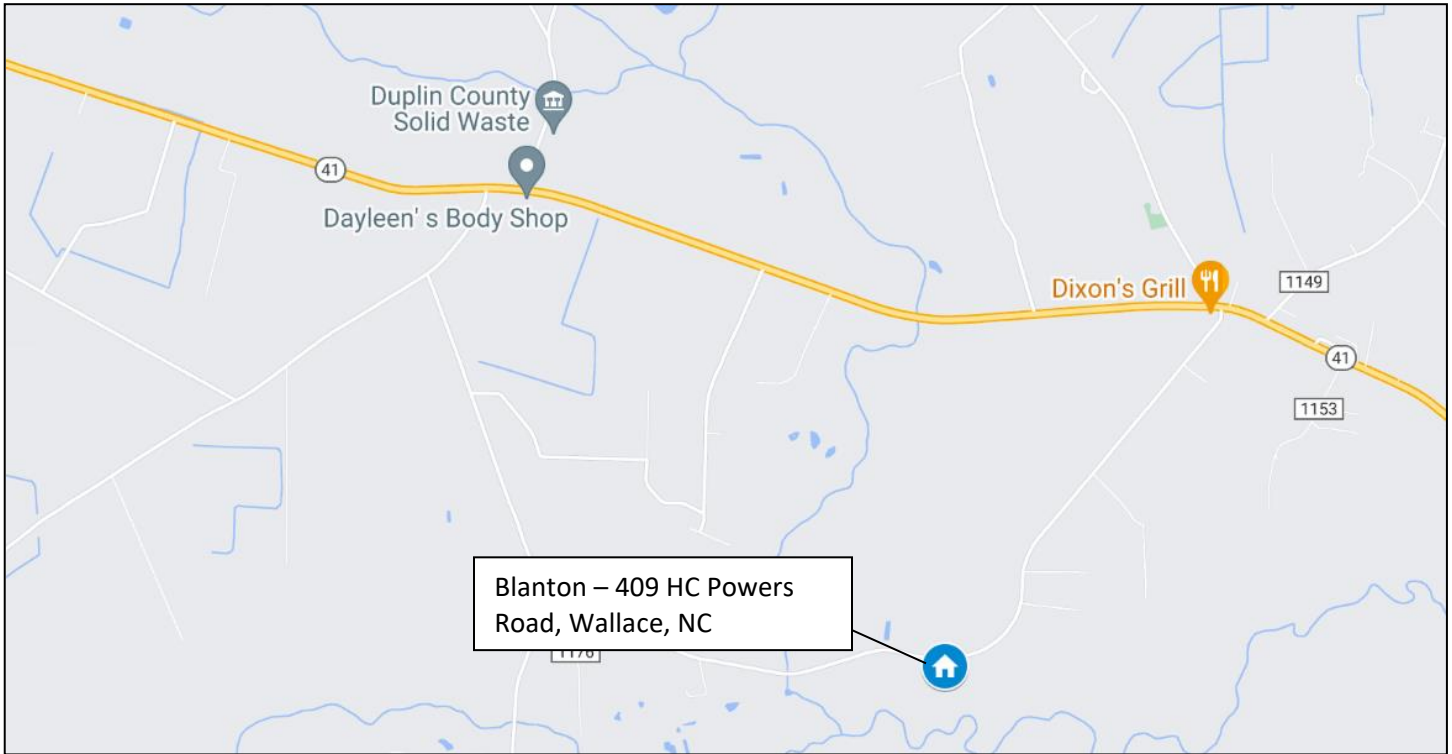 Duplin County
Solid Waste
41
Dayleen' s Body Shop
Dixon's Grill
1149
41
1153
Blanton – 409 HC Powers
Road, Wallace, NC
1176